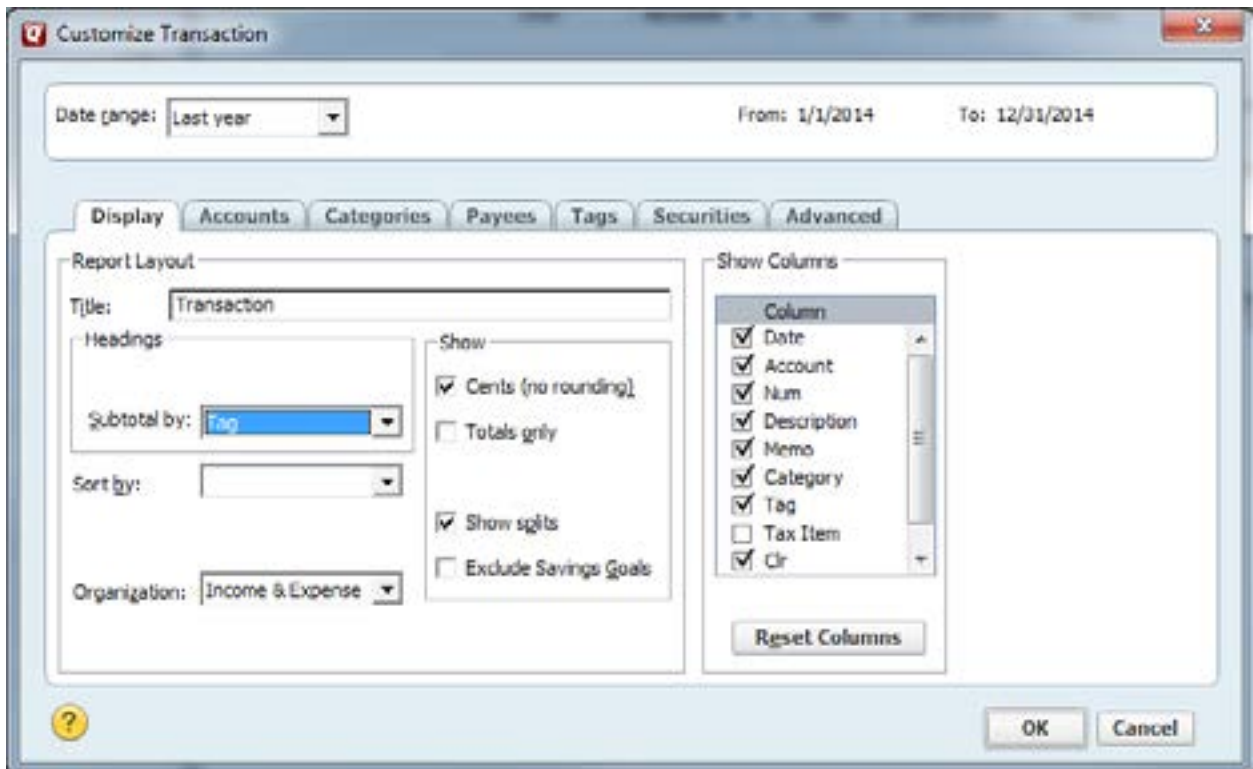 Customize Transaction
Date range: Last year From: 1/1/2014 To: 12/31/2014
Display Accounts Categories Payees Tags Securities Advanced
Report Layout
Title: Transaction
Headings
Subtotal by: Tag
Sort by:
Organization: Income & Expense
Show
Cents (no rounding)
Totals only
Show splits
Exclude Savings Goals
Show Columns
Column
Date
Account
Num
Description
Memo
Category
Tag
Tax Item
Clr
Reset Columns
?
OK Cancel